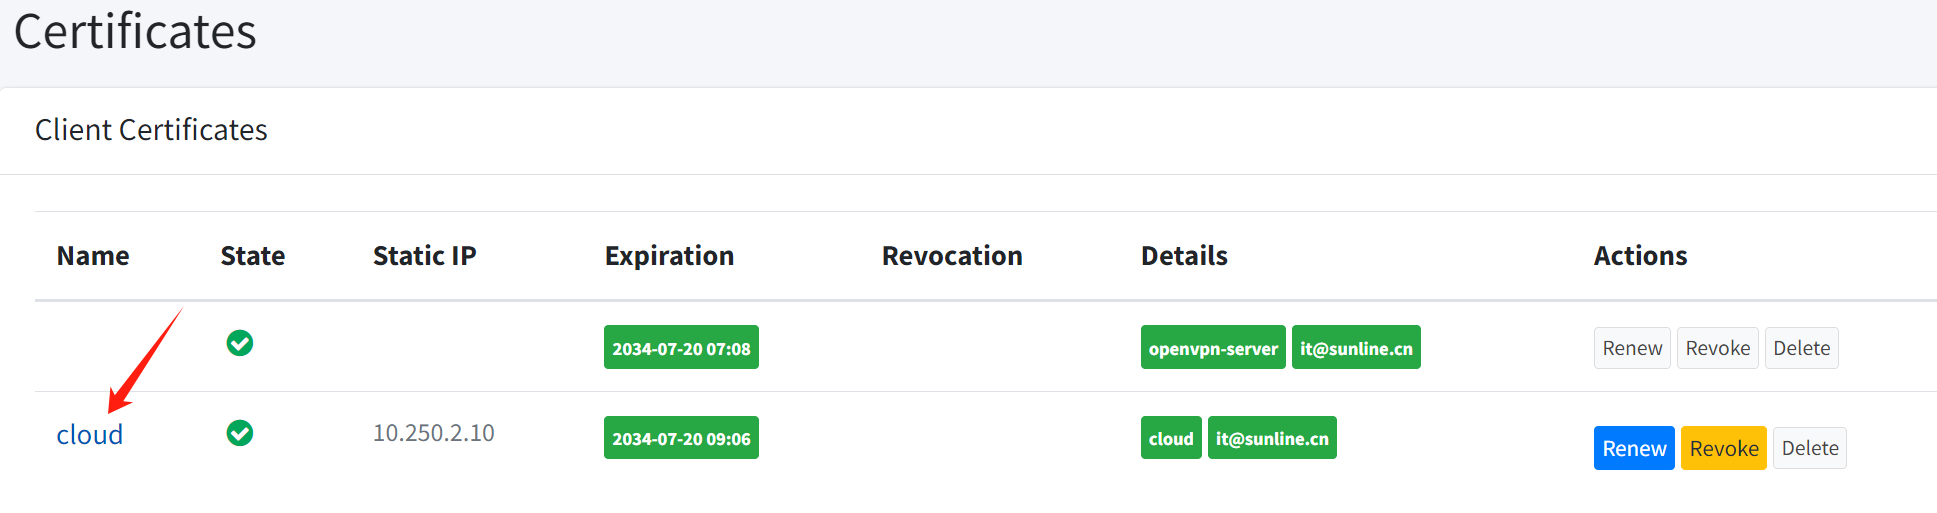 Certificates
Client Certificates
Name State Static IP Expiration Revocation Details Actions
2034-07-20 07:08 openvpn-server it@sunline.cn Renew Revoke Delete
cloud 10.250.2.10 2034-07-20 09:06 cloud it@sunline.cn Renew Revoke Delete